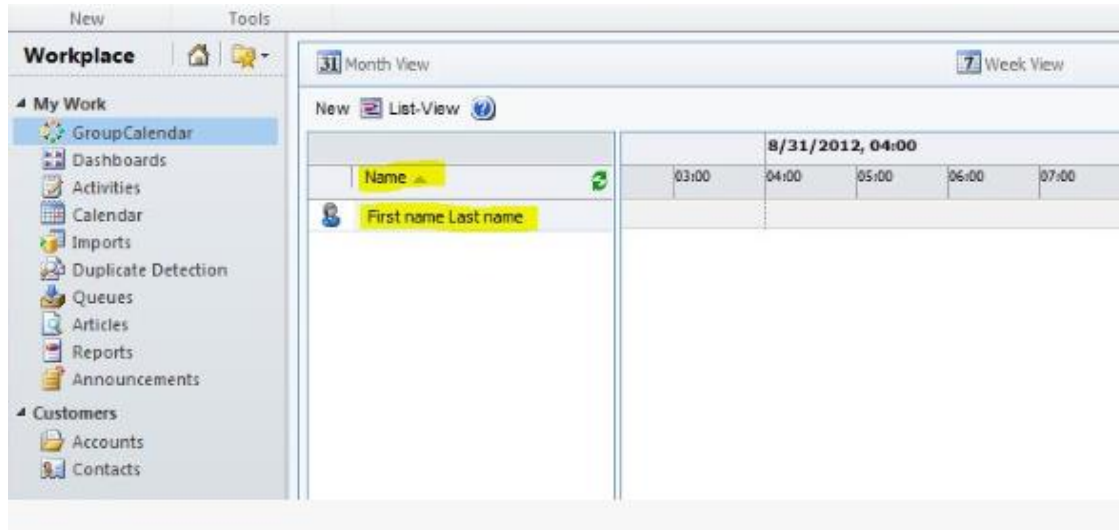 New Tools
Workplace
My Work
GroupCalendar
Dashboards
Activities
Calendar
Imports
Duplicate Detection
Queues
Articles
Reports
Announcements
Customers
Accounts
Contacts
31 Month View
7 Week View
New List-View ?
8/31/2012, 04:00
Name
03:00 04:00 05:00 06:00 07:00
First name Last name